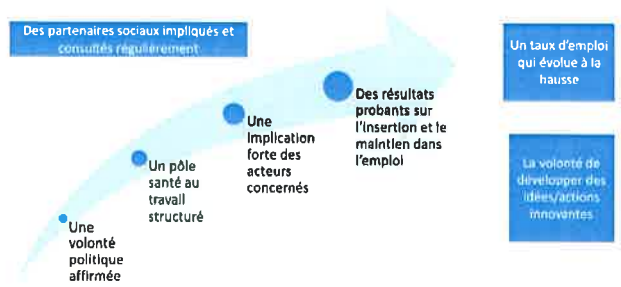 Des partenaires sociaux impliqués et
consultés régulièrement
Une
volonté
politique
affirmée
Un pôle
santé au
travail
structuré
Une
implication
forte des
acteurs
concernés
Des résultats
probants sur
l'insertion et le
maintien dans
l'emploi
Un taux d'emploi
qui évolue à la
hausse
La volonté de
développer des
idées/actions
innovantes